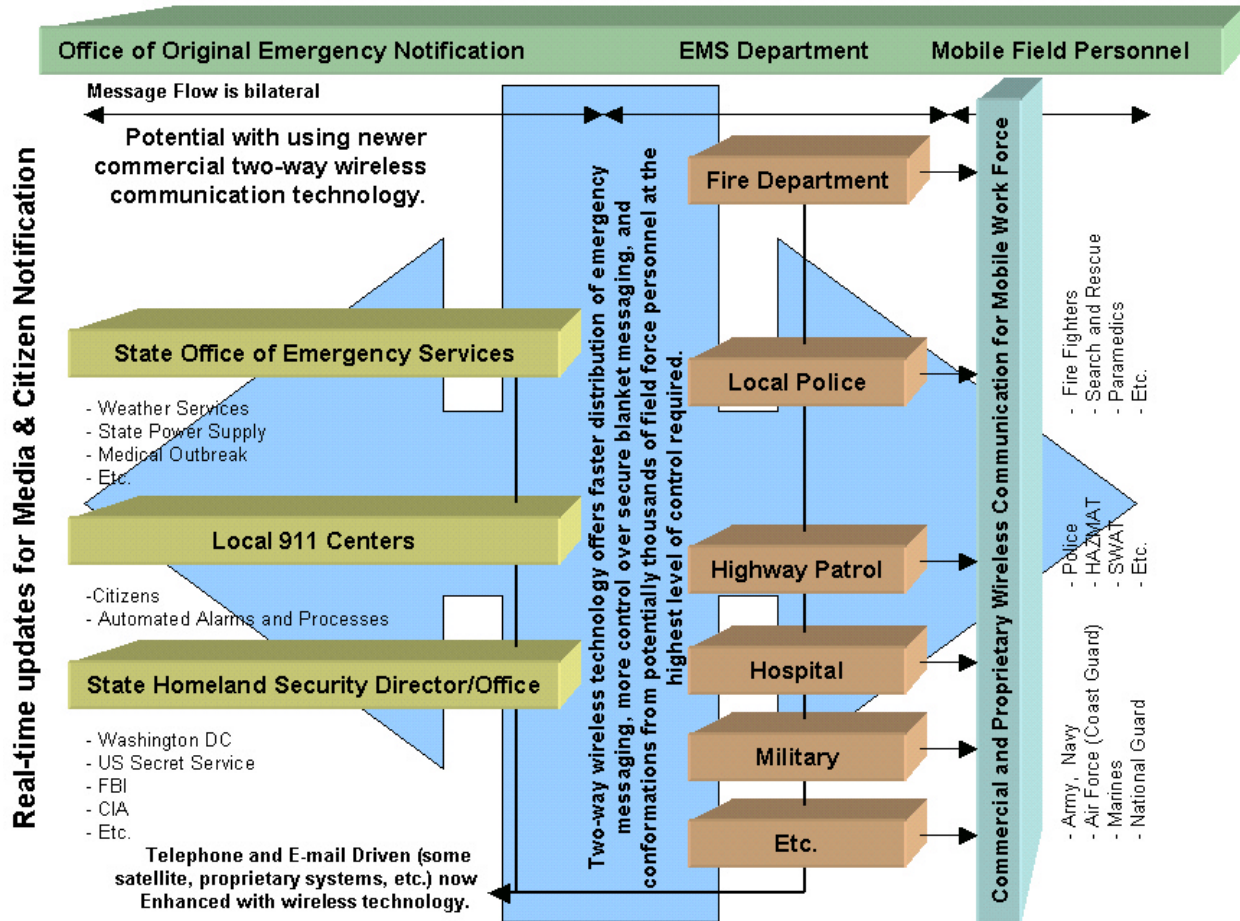 Office of Original Emergency Notification
EMS Department
Mobile Field Personnel
Message Flow is bilateral
Potential with using newer
commercial two-way wireless
communication technology.
Real-time updates for Media & Citizen Notification
State Office of Emergency Services
- Weather Services
- State Power Supply
- Medical Outbreak
- Etc.
Local 911 Centers
-Citizens
- Automated Alarms and Processes
State Homeland Security Director/Office
- Washington DC
- US Secret Service
- FBI
- CIA
- Etc.
Telephone and E-mail Driven (some
satellite, proprietary systems, etc.) now
Enhanced with wireless technology.
Two-way wireless technology offers faster distribution of emergency
messaging, more control over secure blanket messaging, and
conformations from potentially thousands of field force personnel at the
highest level of control required.
Fire Department
Local Police
Highway Patrol
Hospital
Military
Etc.
Commercial and Proprietary Wireless Communication for Mobile Work Force
- Fire Fighters
- Search and Rescue
- Paramedics
- Etc.
- Police
- HAZMAT
- SWAT
- Etc.
- Army, Navy
- Air Force (Coast Guard)
- Marines
- National Guard